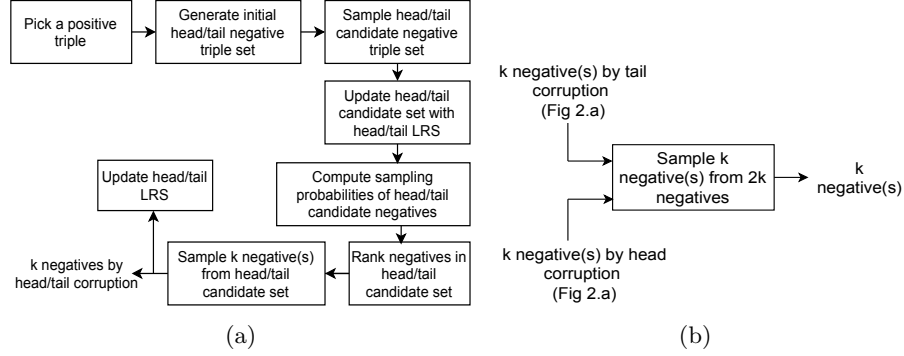 Pick a positive
triple
Generate initial
head/tail negative
triple set
Sample head/tail
candidate negative
triple set
Update head/tail
candidate set with
head/tail LRS
Compute sampling
probabilities of head/tail
candidate negatives
Rank negatives in
head/tail
candidate set
Sample k negative(s)
from head/tail
candidate set
Update head/tail
LRS
k negatives by
head/tail corruption
(a)
k negative(s) by tail
corruption
(Fig 2.a)
Sample k
negative(s) from 2k
negatives
k
negative(s)
k negative(s) by head
corruption
(Fig 2.a)
(b)